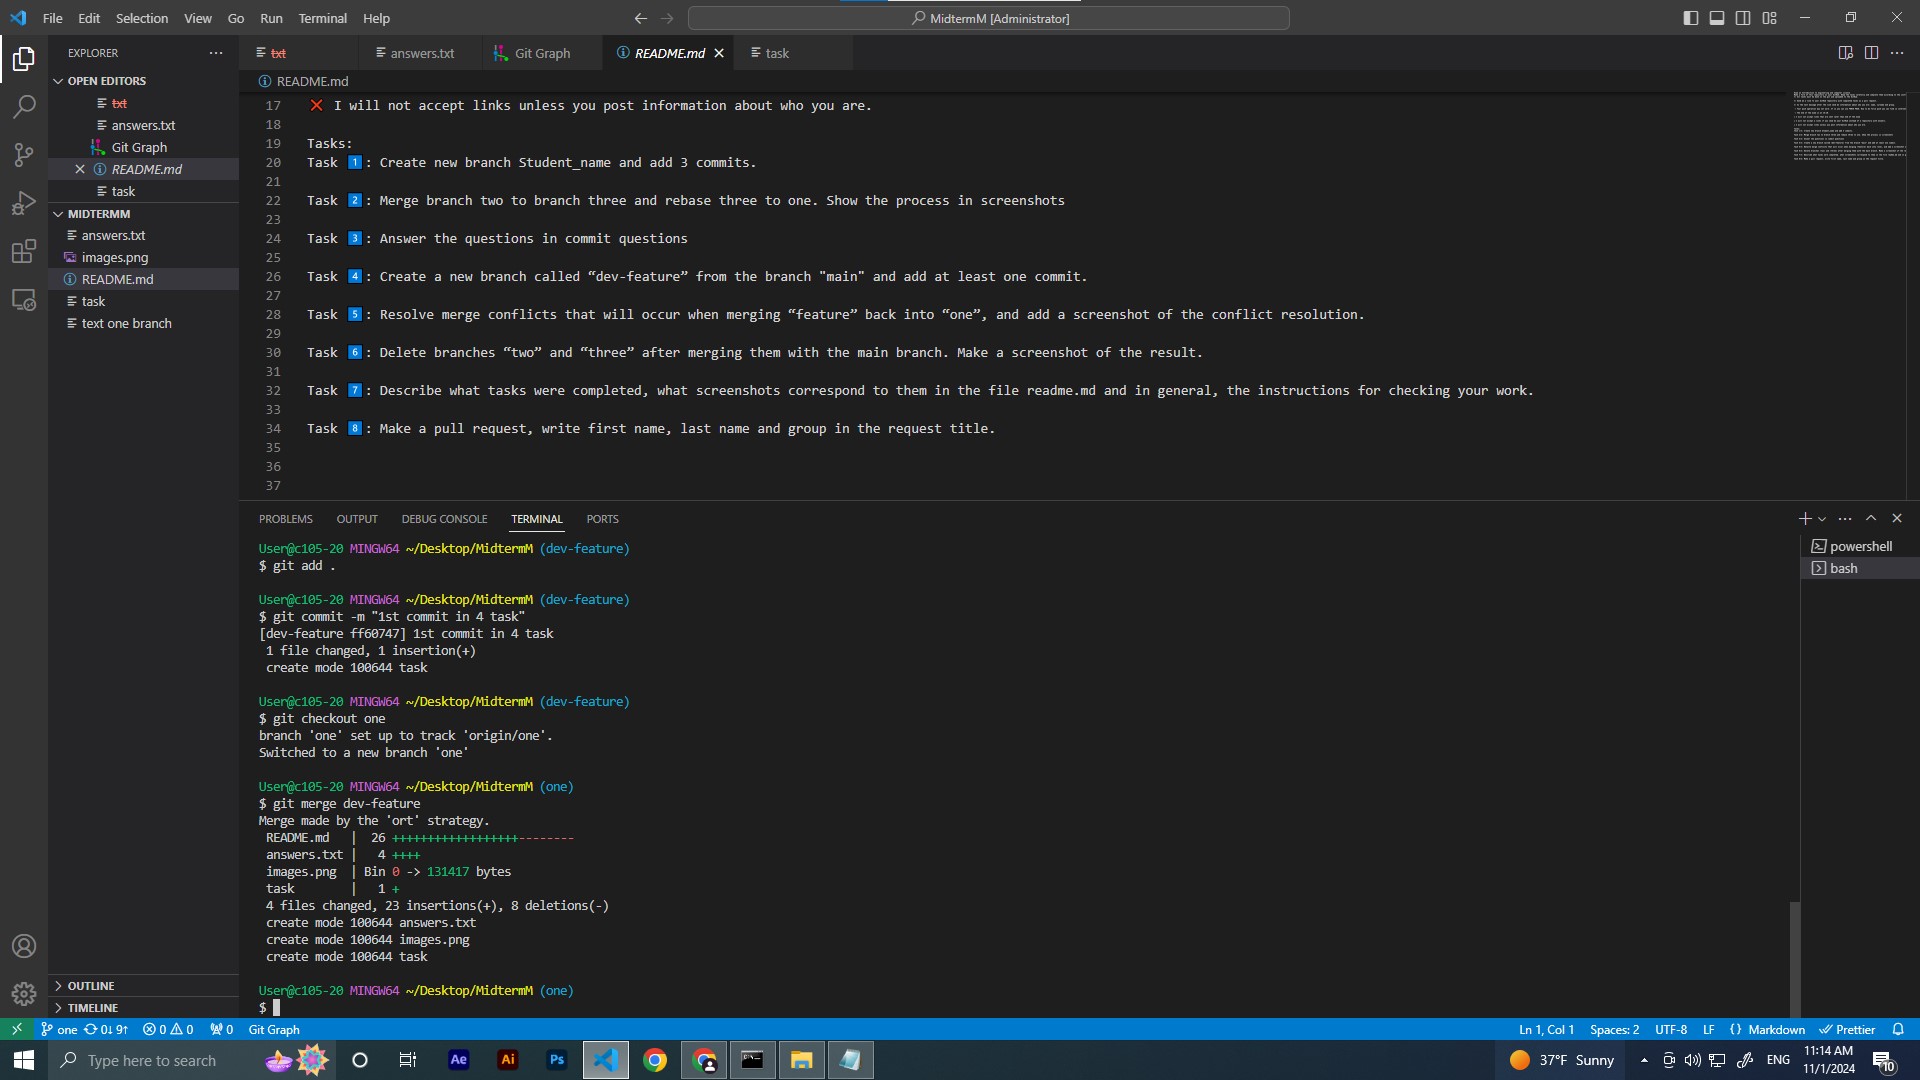 File Edit Selection View Go Run Terminal Help
MidtermM [Administrator]
EXPLORER
OPEN EDITORS
txt
answers.txt
Git Graph
README.md
task
MIDTERMM
answers.txt
images.png
README.md
task
text one branch
OUTLINE
TIMELINE
txt answers.txt Git Graph README.md task
README.md
17 ❌ I will not accept links unless you post information about who you are.
18
19 Tasks:
20 Task 1️⃣: Create new branch Student_name and add 3 commits.
21
22 Task 2️⃣: Merge branch two to branch three and rebase three to one. Show the process in screenshots
23
24 Task 3️⃣: Answer the questions in commit questions
25
26 Task 4️⃣: Create a new branch called “dev-feature” from the branch "main" and add at least one commit.
27
28 Task 5️⃣: Resolve merge conflicts that will occur when merging “feature” back into “one”, and add a screenshot of the conflict resolution.
29
30 Task 6️⃣: Delete branches “two” and “three” after merging them with the main branch. Make a screenshot of the result.
31
32 Task 7️⃣: Describe what tasks were completed, what screenshots correspond to them in the file readme.md and in general, the instructions for checking your work.
33
34 Task 8️⃣: Make a pull request, write first name, last name and group in the request title.
35
36
37
PROBLEMS OUTPUT DEBUG CONSOLE TERMINAL PORTS
powershell
bash
User@c105-20 MINGW64 ~/Desktop/MidtermM (dev-feature)
$ git add .
User@c105-20 MINGW64 ~/Desktop/MidtermM (dev-feature)
$ git commit -m "1st commit in 4 task"
[dev-feature ff60747] 1st commit in 4 task
1 file changed, 1 insertion(+)
create mode 100644 task
User@c105-20 MINGW64 ~/Desktop/MidtermM (dev-feature)
$ git checkout one
branch 'one' set up to track 'origin/one'.
Switched to a new branch 'one'
User@c105-20 MINGW64 ~/Desktop/MidtermM (one)
$ git merge dev-feature
Merge made by the 'ort' strategy.
README.md | 26 ++++++++++++++++++--------
answers.txt | 4 ++++
images.png | Bin 0 -> 131417 bytes
task | 1 +
4 files changed, 23 insertions(+), 8 deletions(-)
create mode 100644 answers.txt
create mode 100644 images.png
create mode 100644 task
User@c105-20 MINGW64 ~/Desktop/MidtermM (one)
$
one 0↓ 9↑ 0 0 0 Git Graph
Ln 1, Col 1 Spaces: 2 UTF-8 LF {} Markdown Prettier
Type here to search
Ae Ai Ps
37°F Sunny
ENG
11:14 AM
11/1/2024
10